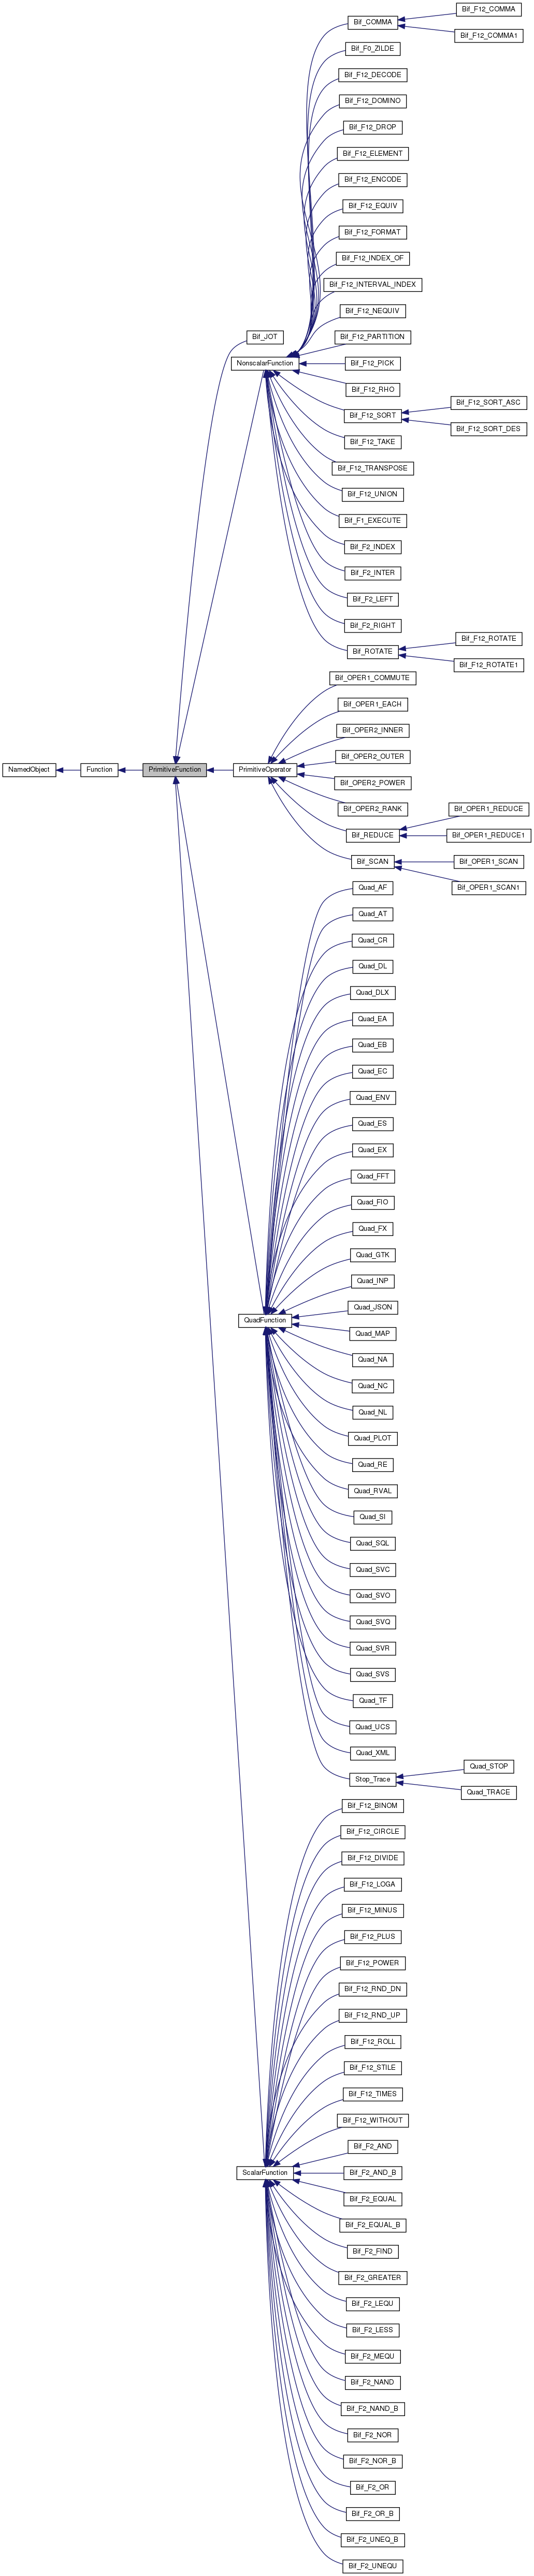 Bif_F12_COMMA
Bif_COMMA
Bif_F12_COMMA1
Bif_F0_ZILDE
Bif_F12_DECODE
Bif_F12_DOMINO
Bif_F12_DROP
Bif_F12_ELEMENT
Bif_F12_ENCODE
Bif_F12_EQUIV
Bif_F12_FORMAT
Bif_F12_INDEX_OF
Bif_F12_INTERVAL_INDEX
Bif_F12_NEQUIV
Bif_JOT
Bif_F12_PARTITION
NonscalarFunction
Bif_F12_PICK
Bif_F12_RHO
Bif_F12_SORT_ASC
Bif_F12_SORT
Bif_F12_SORT_DES
Bif_F12_TAKE
Bif_F12_TRANSPOSE
Bif_F12_UNION
Bif_F1_EXECUTE
Bif_F2_INDEX
Bif_F2_INTER
Bif_F2_LEFT
Bif_F2_RIGHT
Bif_F12_ROTATE
Bif_ROTATE
Bif_F12_ROTATE1
Bif_OPER1_COMMUTE
Bif_OPER1_EACH
Bif_OPER2_INNER
Bif_OPER2_OUTER
NamedObject
Function
PrimitiveFunction
PrimitiveOperator
Bif_OPER2_POWER
Bif_OPER2_RANK
Bif_OPER1_REDUCE
Bif_REDUCE
Bif_OPER1_REDUCE1
Bif_SCAN
Bif_OPER1_SCAN
Bif_OPER1_SCAN1
Quad_AF
Quad_AT
Quad_CR
Quad_DL
Quad_DLX
Quad_EA
Quad_EB
Quad_EC
Quad_ENV
Quad_ES
Quad_EX
Quad_FFT
Quad_FIO
Quad_FX
Quad_GTK
Quad_INP
Quad_JSON
QuadFunction
Quad_MAP
Quad_NA
Quad_NC
Quad_NL
Quad_PLOT
Quad_RE
Quad_RVAL
Quad_SI
Quad_SQL
Quad_SVC
Quad_SVO
Quad_SVQ
Quad_SVR
Quad_SVS
Quad_TF
Quad_UCS
Quad_XML
Quad_STOP
Stop_Trace
Quad_TRACE
Bif_F12_BINOM
Bif_F12_CIRCLE
Bif_F12_DIVIDE
Bif_F12_LOGA
Bif_F12_MINUS
Bif_F12_PLUS
Bif_F12_POWER
Bif_F12_RND_DN
Bif_F12_RND_UP
Bif_F12_ROLL
Bif_F12_STILE
Bif_F12_TIMES
Bif_F12_WITHOUT
Bif_F2_AND
ScalarFunction
Bif_F2_AND_B
Bif_F2_EQUAL
Bif_F2_EQUAL_B
Bif_F2_FIND
Bif_F2_GREATER
Bif_F2_LEQU
Bif_F2_LESS
Bif_F2_MEQU
Bif_F2_NAND
Bif_F2_NAND_B
Bif_F2_NOR
Bif_F2_NOR_B
Bif_F2_OR
Bif_F2_OR_B
Bif_F2_UNEQ_B
Bif_F2_UNEQU